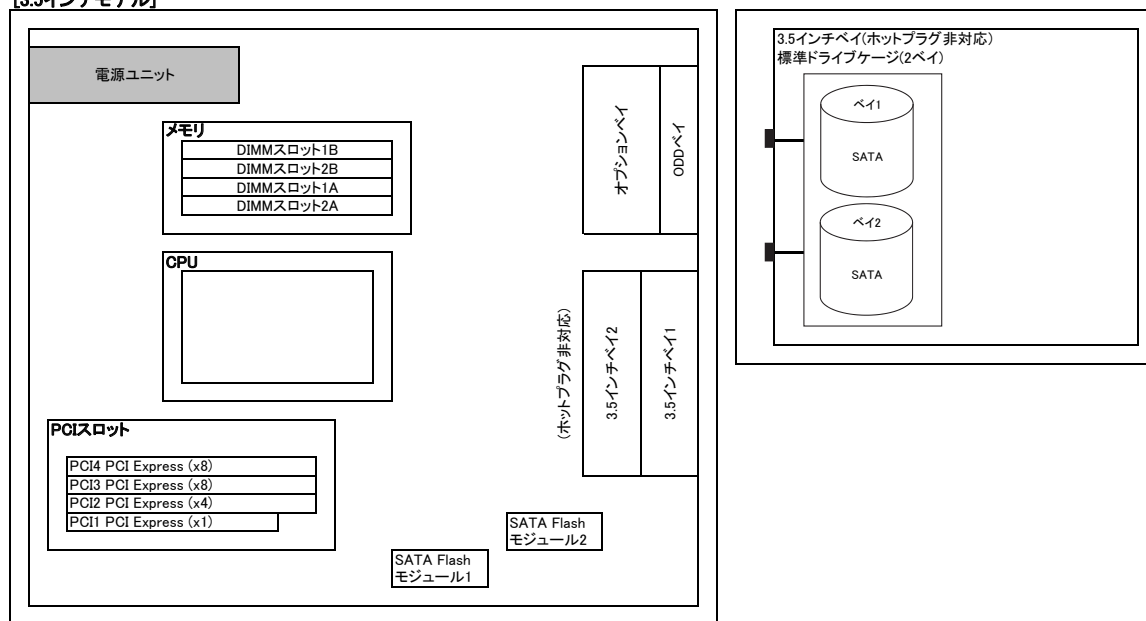 [3.5インチモデル]
電源ユニット
メモリ
DIMMスロット1B
DIMMスロット2B
DIMMスロット1A
DIMMスロット2A
CPU
PCIスロット
PCI4 PCI Express (x8)
PCI3 PCI Express (x8)
PCI2 PCI Express (x4)
PCI1 PCI Express (x1)
オプションベイ
ODDベイ
(ホットプラグ非対応)
3.5インチベイ2
3.5インチベイ1
SATA Flash
モジュール2
SATA Flash
モジュール1
3.5インチベイ(ホットプラグ非対応)
標準ドライブケージ(2ベイ)
ベイ1
SATA
ベイ2
SATA